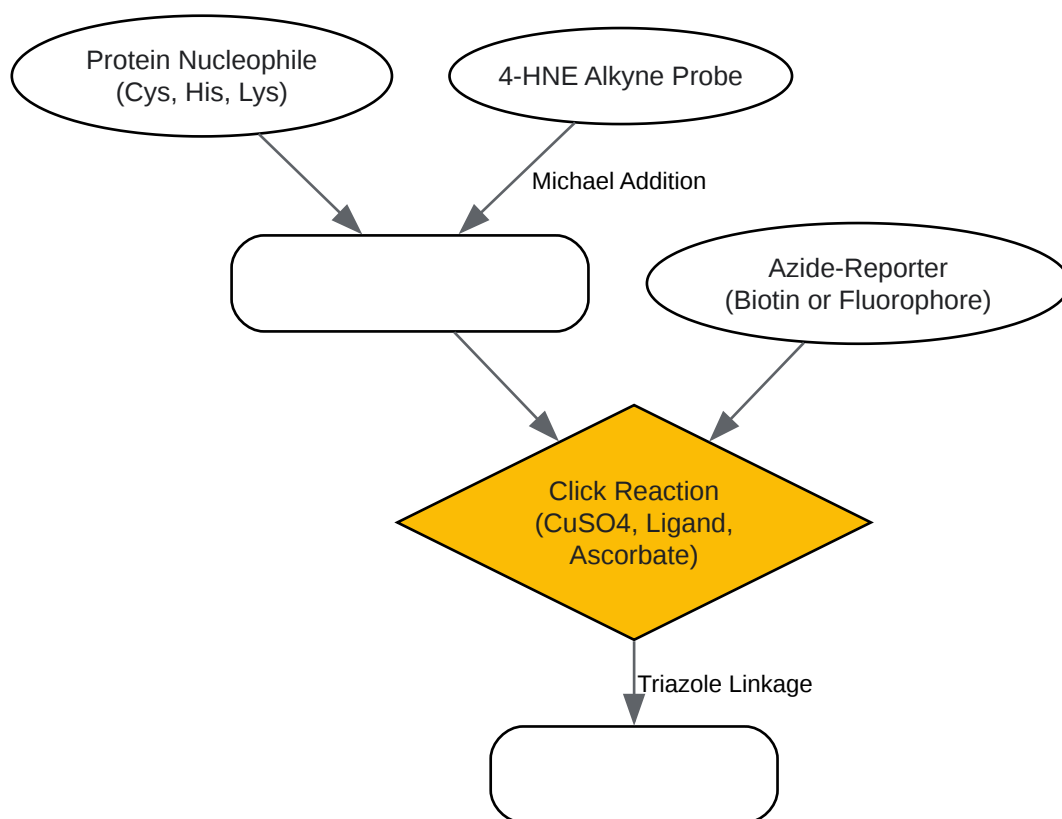 Protein Nucleophile
(Cys, His, Lys)
4-HNE Alkyne Probe
Michael Addition
Azide-Reporter
(Biotin or Fluorophore)
Click Reaction
(CuSO4, Ligand,
Ascorbate)
Triazole Linkage